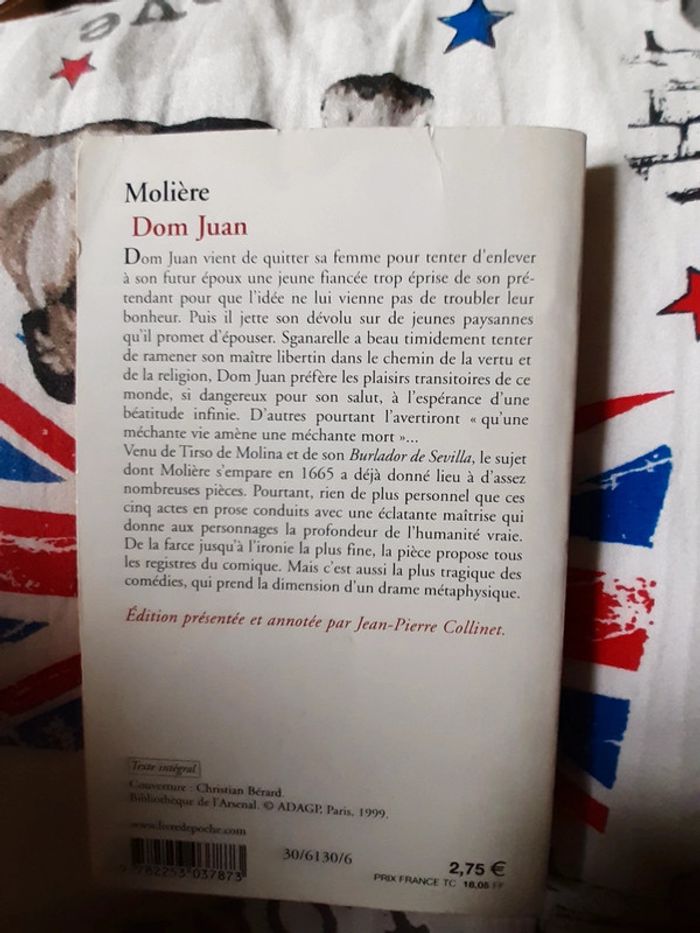 Molière
Dom Juan
Dom Juan vient de quitter sa femme pour tenter d'enlever
à son futur époux une jeune fiancée trop éprise de son pré-
tendant pour que l'idée ne lui vienne pas de troubler leur
bonheur. Puis il jette son dévolu sur de jeunes paysannes
qu'il promet d'épouser. Sganarelle a beau timidement tenter
de ramener son maître libertin dans le chemin de la vertu et
de la religion, Dom Juan préfère les plaisirs transitoires de ce
monde, si dangereux pour son salut, à l'espérance d'une
béatitude infinie. D'autres pourtant l'avertiront « qu'une
méchante vie amène une méchante mort »...
Venu de Tirso de Molina et de son Burlador de Sevilla, le sujet
dont Molière s'empare en 1665 a déjà donné lieu à d'assez
nombreuses pièces. Pourtant, rien de plus personnel que ces
cinq actes en prose conduits avec une éclatante maîtrise qui
donne aux personnages la profondeur de l'humanité vraie.
De la farce jusqu'à l'ironie la plus fine, la pièce propose tous
les registres du comique. Mais c'est aussi la plus tragique des
comédies, qui prend la dimension d'un drame métaphysique.
Édition présentée et annotée par Jean-Pierre Collinet.
Texte intégral
Couverture : Christian Bérard.
Bibliothèque de l'Arsenal. © ADAGP, Paris, 1999.
www.livredepoche.com
30/6130/6
9 782253 037873
2,75 €
PRIX FRANCE TC 18,05 FF